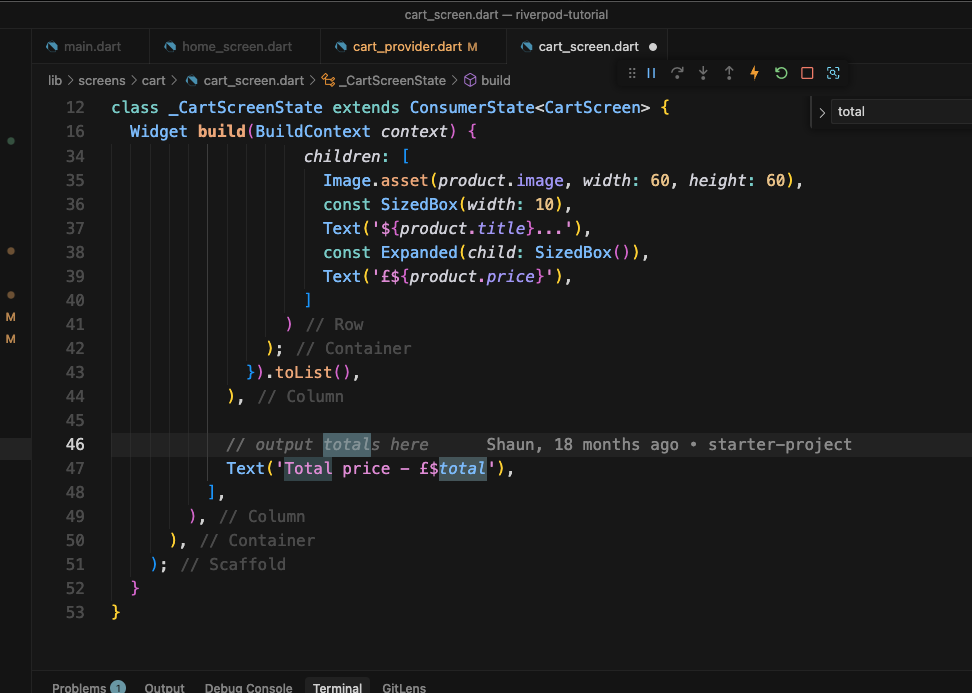 cart_screen.dart — riverpod-tutorial
main.dart home_screen.dart cart_provider.dart M cart_screen.dart
lib > screens > cart > cart_screen.dart > _CartScreenState > build
total
12 class _CartScreenState extends ConsumerState<CartScreen> {
16 Widget build(BuildContext context) {
34 children: [
35 Image.asset(product.image, width: 60, height: 60),
36 const SizedBox(width: 10),
37 Text('${product.title}...'),
38 const Expanded(child: SizedBox()),
39 Text('£${product.price}'),
40 ]
41 ) // Row
42 ); // Container
43 }).toList(),
44 ), // Column
45
46 // output totals here Shaun, 18 months ago • starter-project
47 Text('Total price - £$total'),
48 ],
49 ), // Column
50 ), // Container
51 ); // Scaffold
52 }
53 }
M
M
Problems 1 Output Debug Console Terminal GitLens